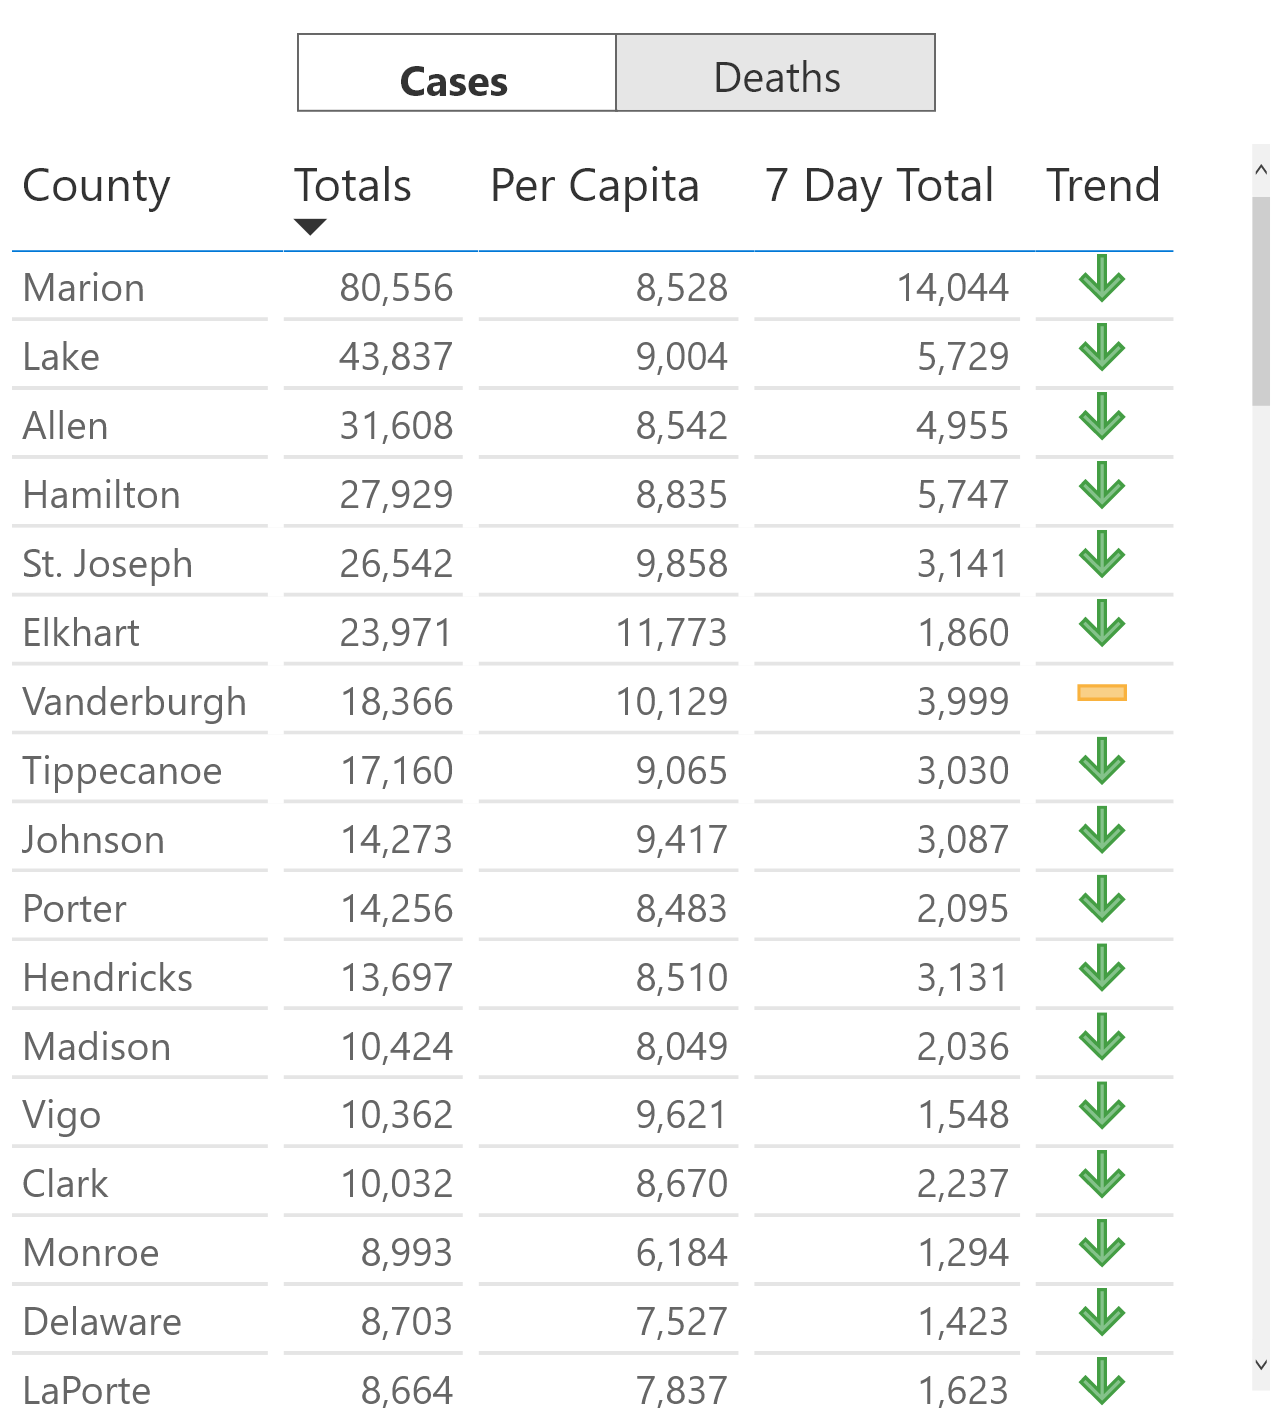 Cases Deaths
County Totals Per Capita 7 Day Total Trend
Marion 80,556 8,528 14,044
Lake 43,837 9,004 5,729
Allen 31,608 8,542 4,955
Hamilton 27,929 8,835 5,747
St. Joseph 26,542 9,858 3,141
Elkhart 23,971 11,773 1,860
Vanderburgh 18,366 10,129 3,999
Tippecanoe 17,160 9,065 3,030
Johnson 14,273 9,417 3,087
Porter 14,256 8,483 2,095
Hendricks 13,697 8,510 3,131
Madison 10,424 8,049 2,036
Vigo 10,362 9,621 1,548
Clark 10,032 8,670 2,237
Monroe 8,993 6,184 1,294
Delaware 8,703 7,527 1,423
LaPorte 8,664 7,837 1,623